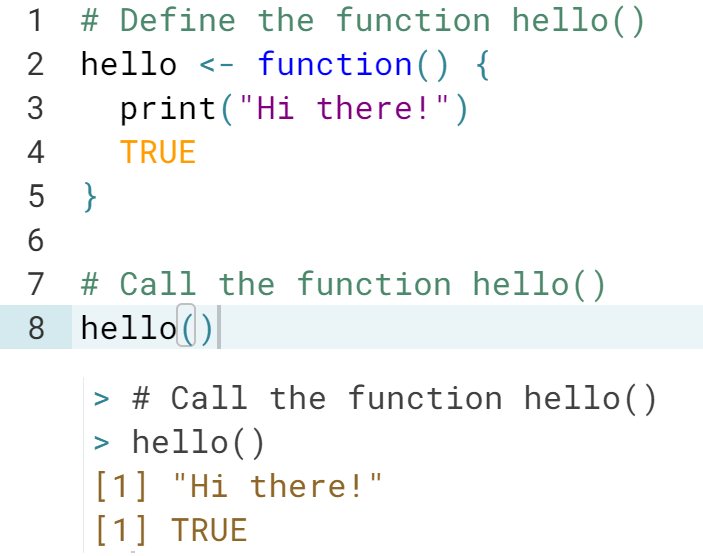 1 # Define the function hello()
2 hello <- function() {
3   print("Hi there!")
4   TRUE
5 }
6
7 # Call the function hello()
8 hello()
> # Call the function hello()
> hello()
[1] "Hi there!"
[1] TRUE